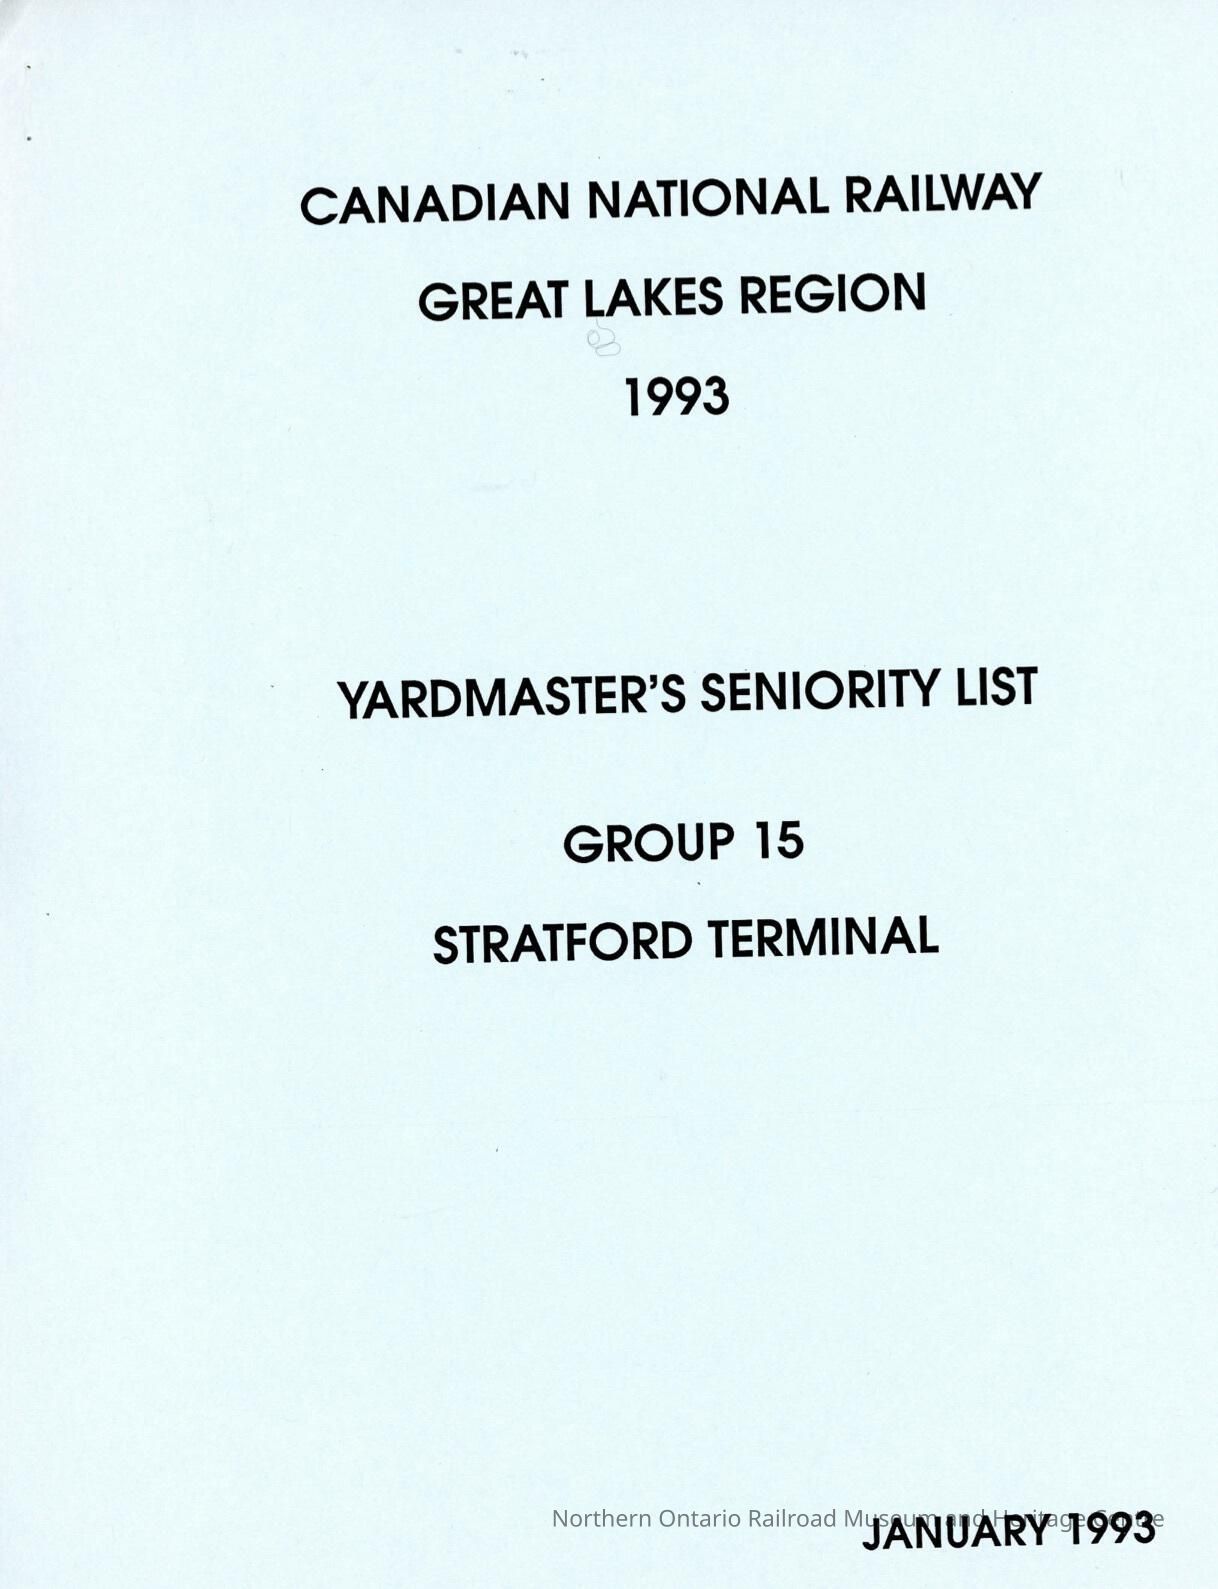 CANADIAN NATIONAL RAILWAY
GREAT LAKES REGION
1993
YARDMASTER'S SENIORITY LIST
GROUP 15
STRATFORD TERMINAL
Northern Ontario Railroad Museum and Heritage Centre
JANUARY 1993